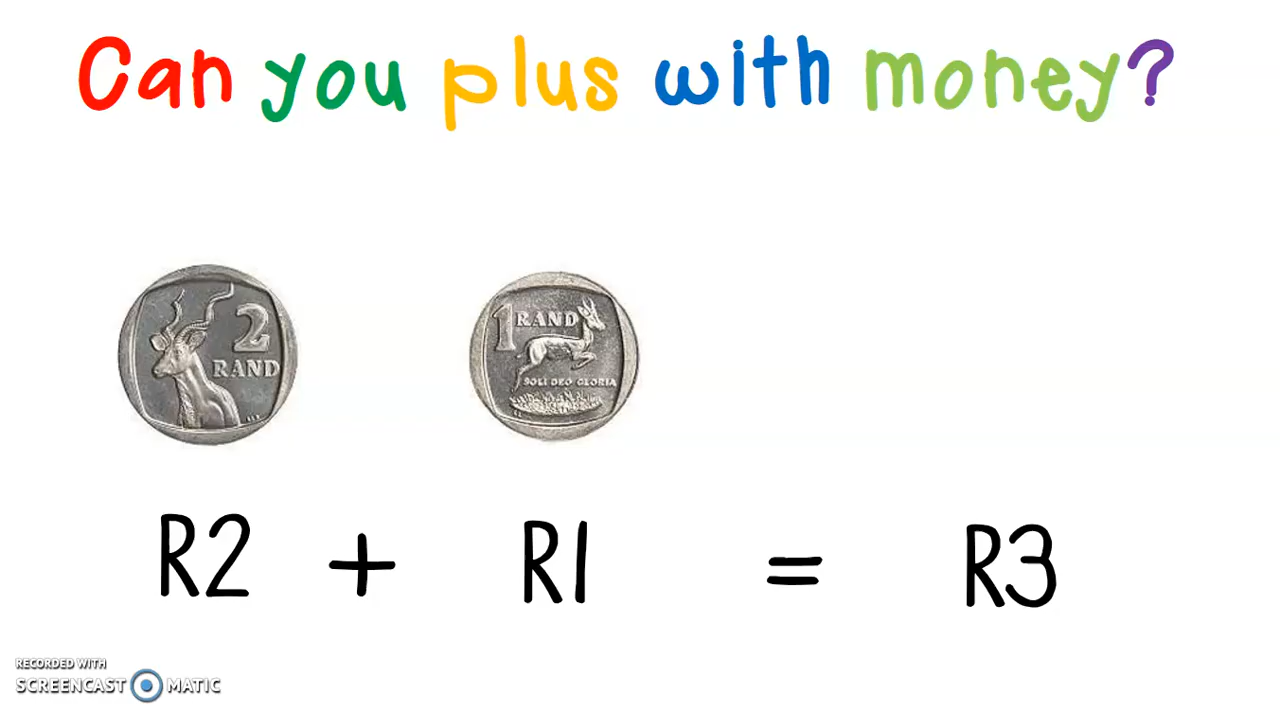 Can you plus with money?
2
RAND
1 RAND
SOLI DEO GLORIA
R2 + R1 = R3
RECORDED WITH
SCREENCAST MATIC